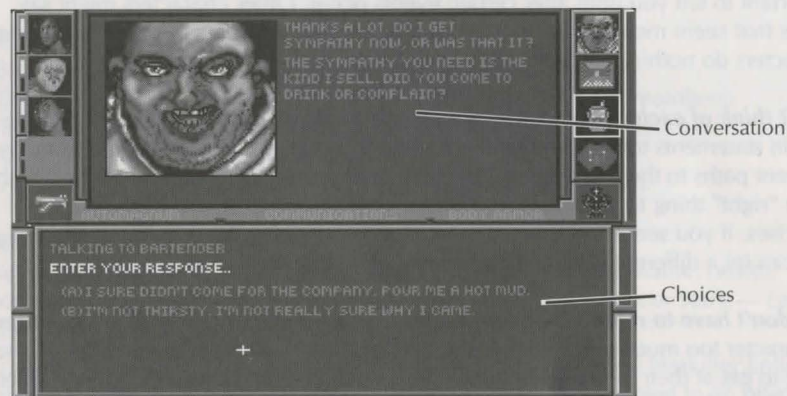 THANKS A LOT. DO I GET
SYMPATHY NOW, OR WAS THAT IT?
THE SYMPATHY YOU NEED IS THE
KIND I SELL. DID YOU COME TO
DRINK OR COMPLAIN?
Conversation
AUTOMAGNUM COMMUNICATIONS BODY ARMOR
TALKING TO BARTENDER
ENTER YOUR RESPONSE..
(A) I SURE DIDN'T COME FOR THE COMPANY. POUR ME A HOT MUD.
Choices
(B) I'M NOT THIRSTY. I'M NOT REALLY SURE WHY I CAME.